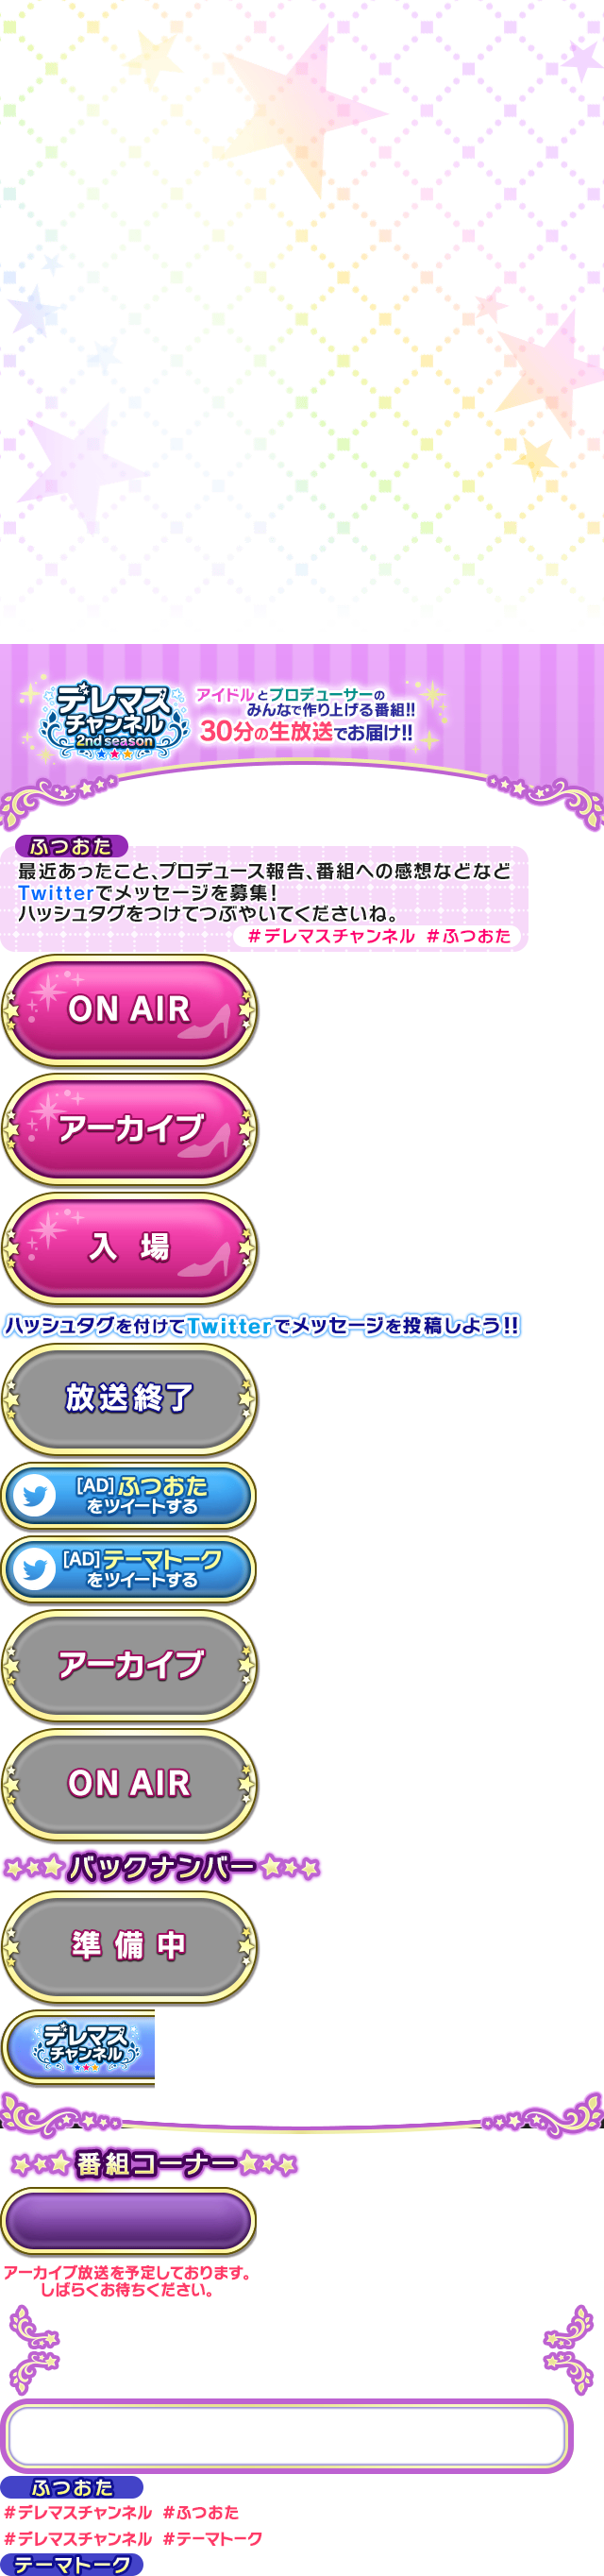 デレマス
チャンネル
2nd season
アイドルとプロデューサーの
みんなで作り上げる番組!!
30分の生放送でお届け!!
ふつおた
最近あったこと、プロデュース報告、番組への感想などなど
Twitterでメッセージを募集!
ハッシュタグをつけてつぶやいてくださいね。
#デレマスチャンネル #ふつおた
ON AIR
アーカイブ
入場
ハッシュタグを付けてTwitterでメッセージを投稿しよう!!
放送終了
[AD]ふつおた
をツイートする
[AD]テーマトーク
をツイートする
アーカイブ
ON AIR
バックナンバー
準備中
デレマス
チャンネル
番組コーナー
アーカイブ放送を予定しております。
しばらくお待ちください。
ふつおた
#デレマスチャンネル #ふつおた
#デレマスチャンネル #テーマトーク
テーマトーク